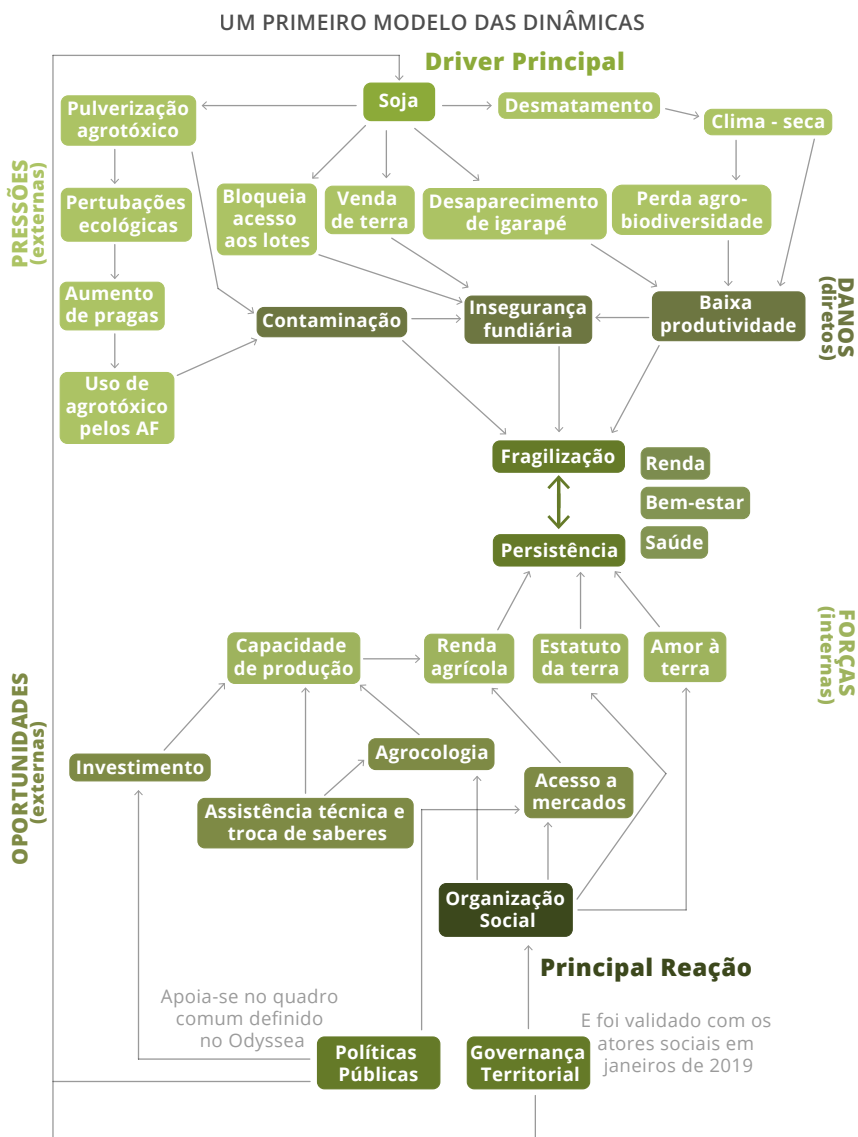 UM PRIMEIRO MODELO DAS DINÂMICAS
Driver Principal
Soja
Pulverização
agrotóxico
Desmatamento
Clima - seca
PRESSÕES
(externas)
Pertubações
ecológicas
Bloqueia
acesso
aos lotes
Venda
de terra
Desaparecimento
de igarapé
Perda agro-
biodiversidade
Aumento
de pragas
Contaminação
Insegurança
fundiária
Baixa
produtividade
DANOS
(diretos)
Uso de
agrotóxico
pelos AF
Fragilização
Renda
Bem-estar
Saúde
Persistência
FORÇAS
(internas)
Capacidade
de produção
Renda
agrícola
Estatuto
da terra
Amor à
terra
OPORTUNIDADES
(externas)
Investimento
Agrocologia
Acesso a
mercados
Assistência técnica e
troca de saberes
Organização
Social
Principal Reação
Apoia-se no quadro
comum definido
no Odyssea
E foi validado com os
atores sociais em
janeiros de 2019
Políticas
Públicas
Governança
Territorial